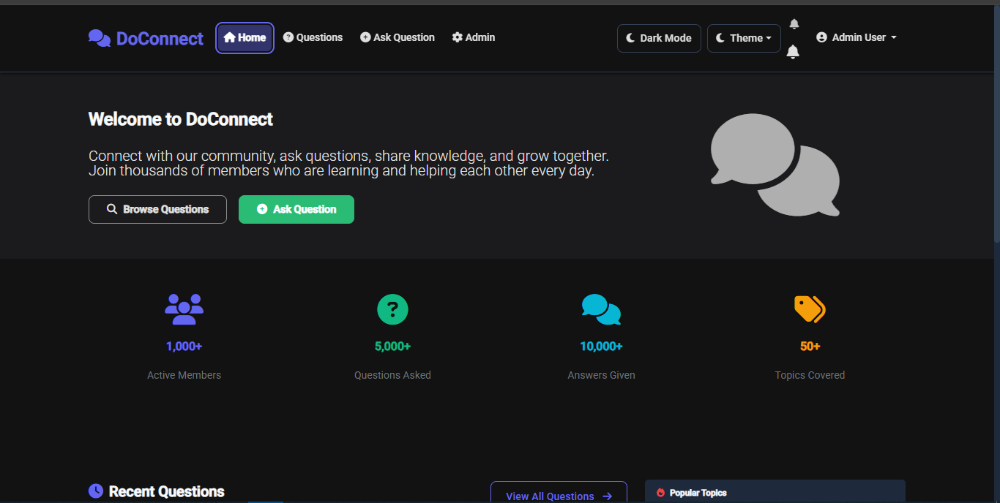 DoConnect
Home
Questions
Ask Question
Admin
Dark Mode
Theme
Admin User
Welcome to DoConnect
Connect with our community, ask questions, share knowledge, and grow together.
Join thousands of members who are learning and helping each other every day.
Browse Questions
Ask Question
1,000+
5,000+
10,000+
50+
Active Members
Questions Asked
Answers Given
Topics Covered
Recent Questions
View All Questions
Popular Topics